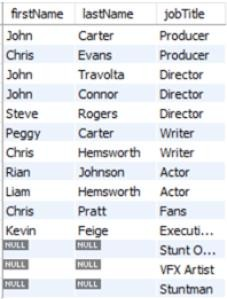 firstName lastName jobTitle
John Carter Producer
Chris Evans Producer
John Travolta Director
John Connor Director
Steve Rogers Director
Peggy Carter Writer
Chris Hemsworth Writer
Rian Johnson Actor
Liam Hemsworth Actor
Chris Pratt Fans
Kevin Feige Executi...
NULL NULL Stunt O...
NULL NULL VFX Artist
NULL NULL Stuntman